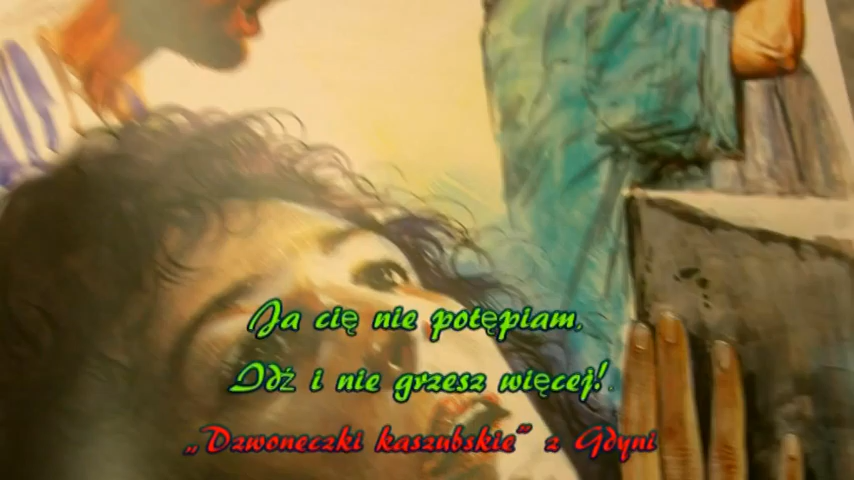 Ja cię nie potępiam,
Idź i nie grzesz więcej!.
„Dzwoneczki kaszubskie” z Gdyni